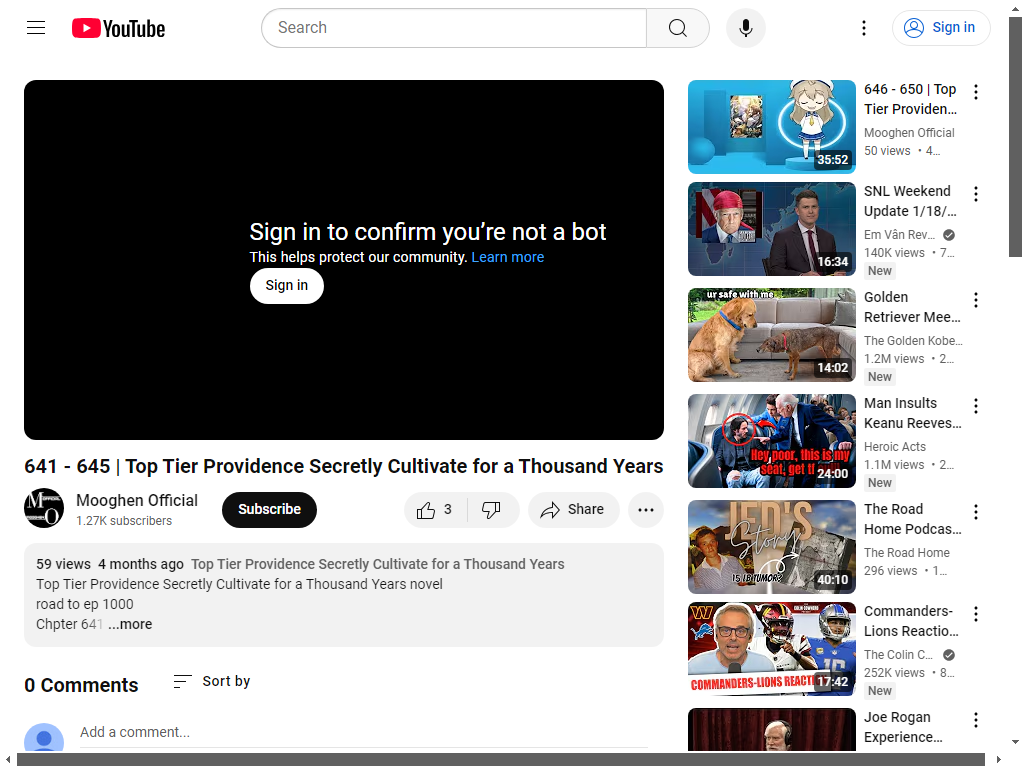 YouTube
Search
Sign in
Sign in to confirm you're not a bot
This helps protect our community. Learn more
Sign in
641 - 645 | Top Tier Providence Secretly Cultivate for a Thousand Years
Mooghen Official
1.27K subscribers
Subscribe
3
Share
59 views 4 months ago Top Tier Providence Secretly Cultivate for a Thousand Years
Top Tier Providence Secretly Cultivate for a Thousand Years novel
road to ep 1000
Chpter 641 ...more
0 Comments
Sort by
Add a comment...
35:52
646 - 650 | Top
Tier Providen...
Mooghen Official
50 views • 4...
16:34
SNL Weekend
Update 1/18/...
Em Vân Rev...
140K views • 7...
New
ur safe with me
14:02
Golden
Retriever Mee...
The Golden Kobe...
1.2M views • 2...
New
Hey poor, this is my
seat, get
24:00
Man Insults
Keanu Reeves...
Heroic Acts
1.1M views • 2...
New
JED'S
Story
IS I B TUMOR?
40:10
The Road
Home Podcas...
The Road Home
296 views • 1...
COMMANDERS-LIONS REACT
17:42
Commanders-
Lions Reactio...
The Colin C...
252K views • 8...
New
Joe Rogan
Experience...